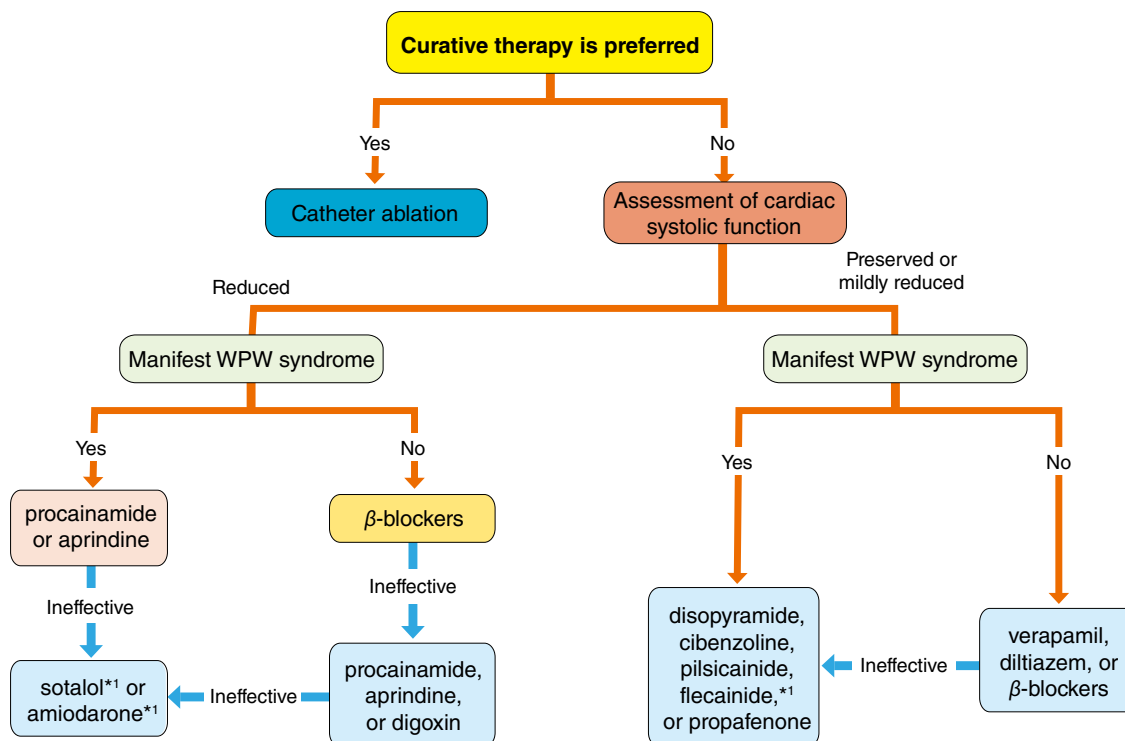 Curative therapy is preferred
Yes
No
Catheter ablation
Assessment of cardiac
systolic function
Reduced
Preserved or
mildly reduced
Manifest WPW syndrome
Manifest WPW syndrome
Yes
No
Yes
No
procainamide
or aprindine
β-blockers
Ineffective
Ineffective
sotalol*1 or
amiodarone*1
Ineffective
procainamide,
aprindine,
or digoxin
disopyramide,
cibenzoline,
pilsicainide,
flecainide,*1
or propafenone
Ineffective
verapamil,
diltiazem, or
β-blockers